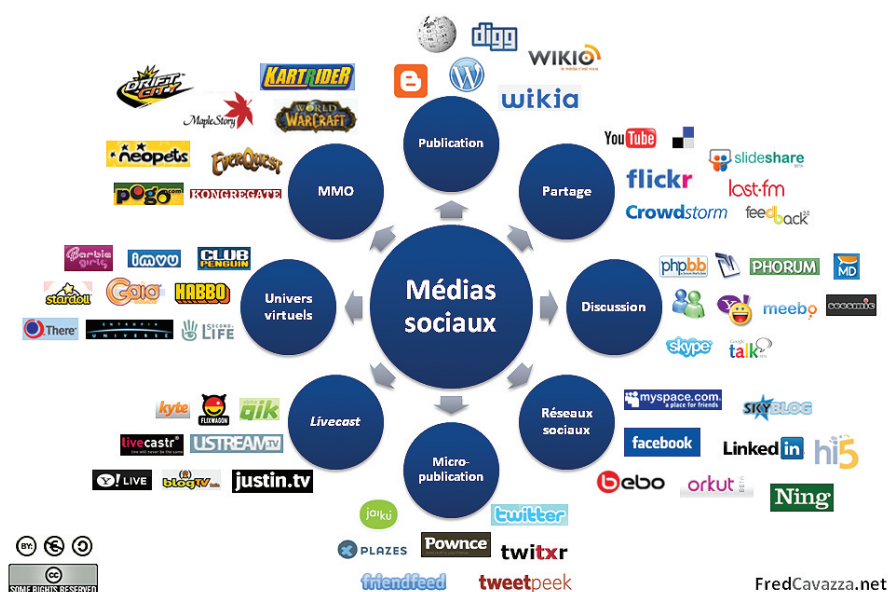 digg
WIKIO
wikia
Publication
DRIFT CITY
KARTRIDER
MapleStory
WORLD WARCRAFT
neopets
EverQuest
pogo.com
KONGREGATE
MMO
YouTube
slideshare
flickr
last·fm
Crowdstorm
feedback
Partage
Médias
sociaux
Barbie
girls
imvu
CLUB
PENGUIN
stardoll
Gaia
HABBO
There
ENTROPIA
UNIVERSE
SECOND
LIFE
Univers
virtuels
phpBB
PHORUM
MD
meebo
skype
Google
talk
Discussion
kyte
FLIXWAGON
qik
livecastr
USTREAM.TV
Y! LIVE
blogTV
justin.tv
Livecast
myspace.com
a place for friends
SKYBLOG
facebook
LinkedIn
hi5
bebo
orkut
Ning
Réseaux
sociaux
Micro-
publication
jaiku
twitter
PLAZES
Pownce
twitxr
friendfeed
tweetpeek
BY:
cc
SOME RIGHTS RESERVED
FredCavazza.net